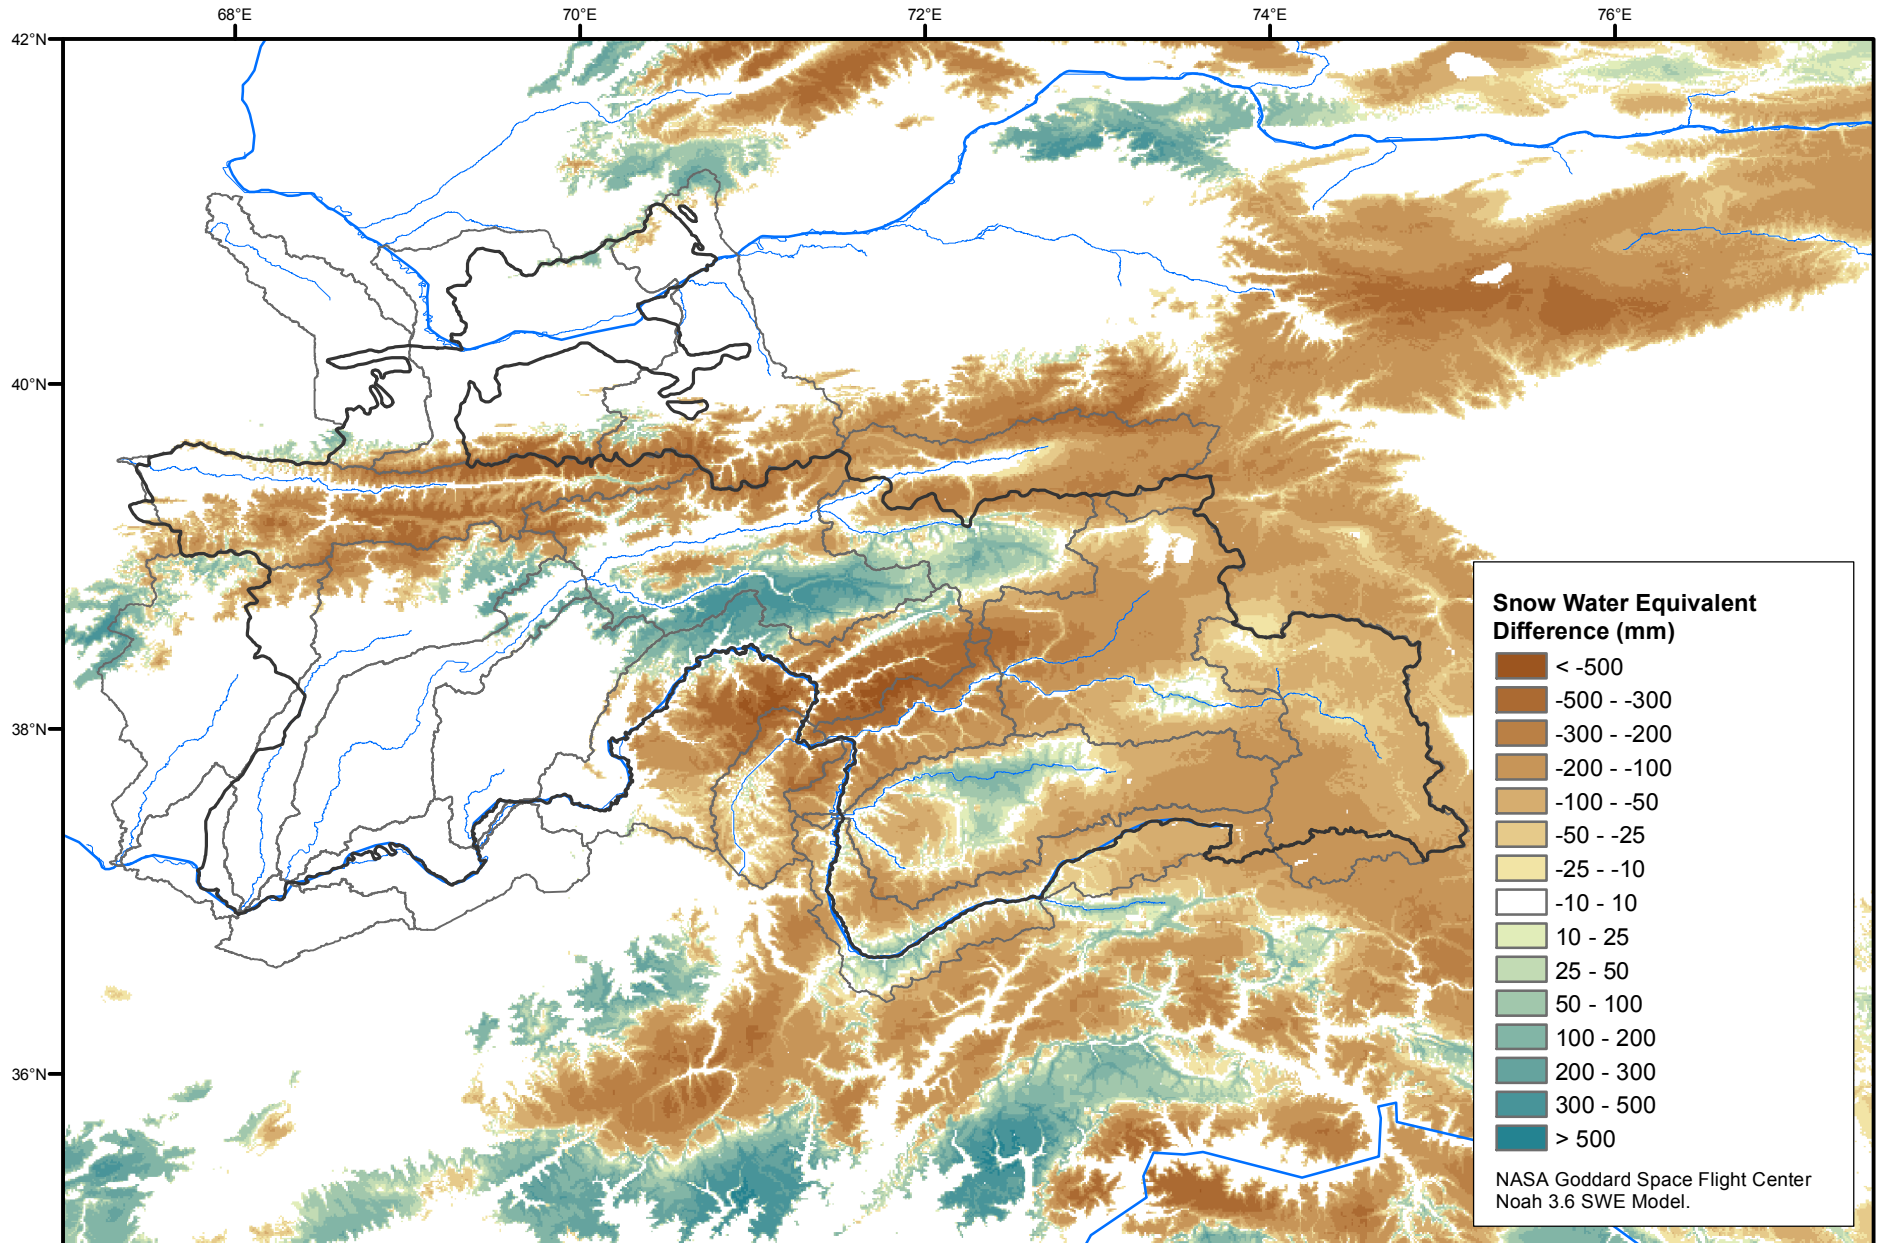 68°E
70°E
72°E
74°E
76°E
42°N
40°N
38°N
36°N
Snow Water Equivalent
Difference (mm)
< -500
-500 - -300
-300 - -200
-200 - -100
-100 - -50
-50 - -25
-25 - -10
-10 - 10
10 - 25
25 - 50
50 - 100
100 - 200
200 - 300
300 - 500
> 500
NASA Goddard Space Flight Center
Noah 3.6 SWE Model.